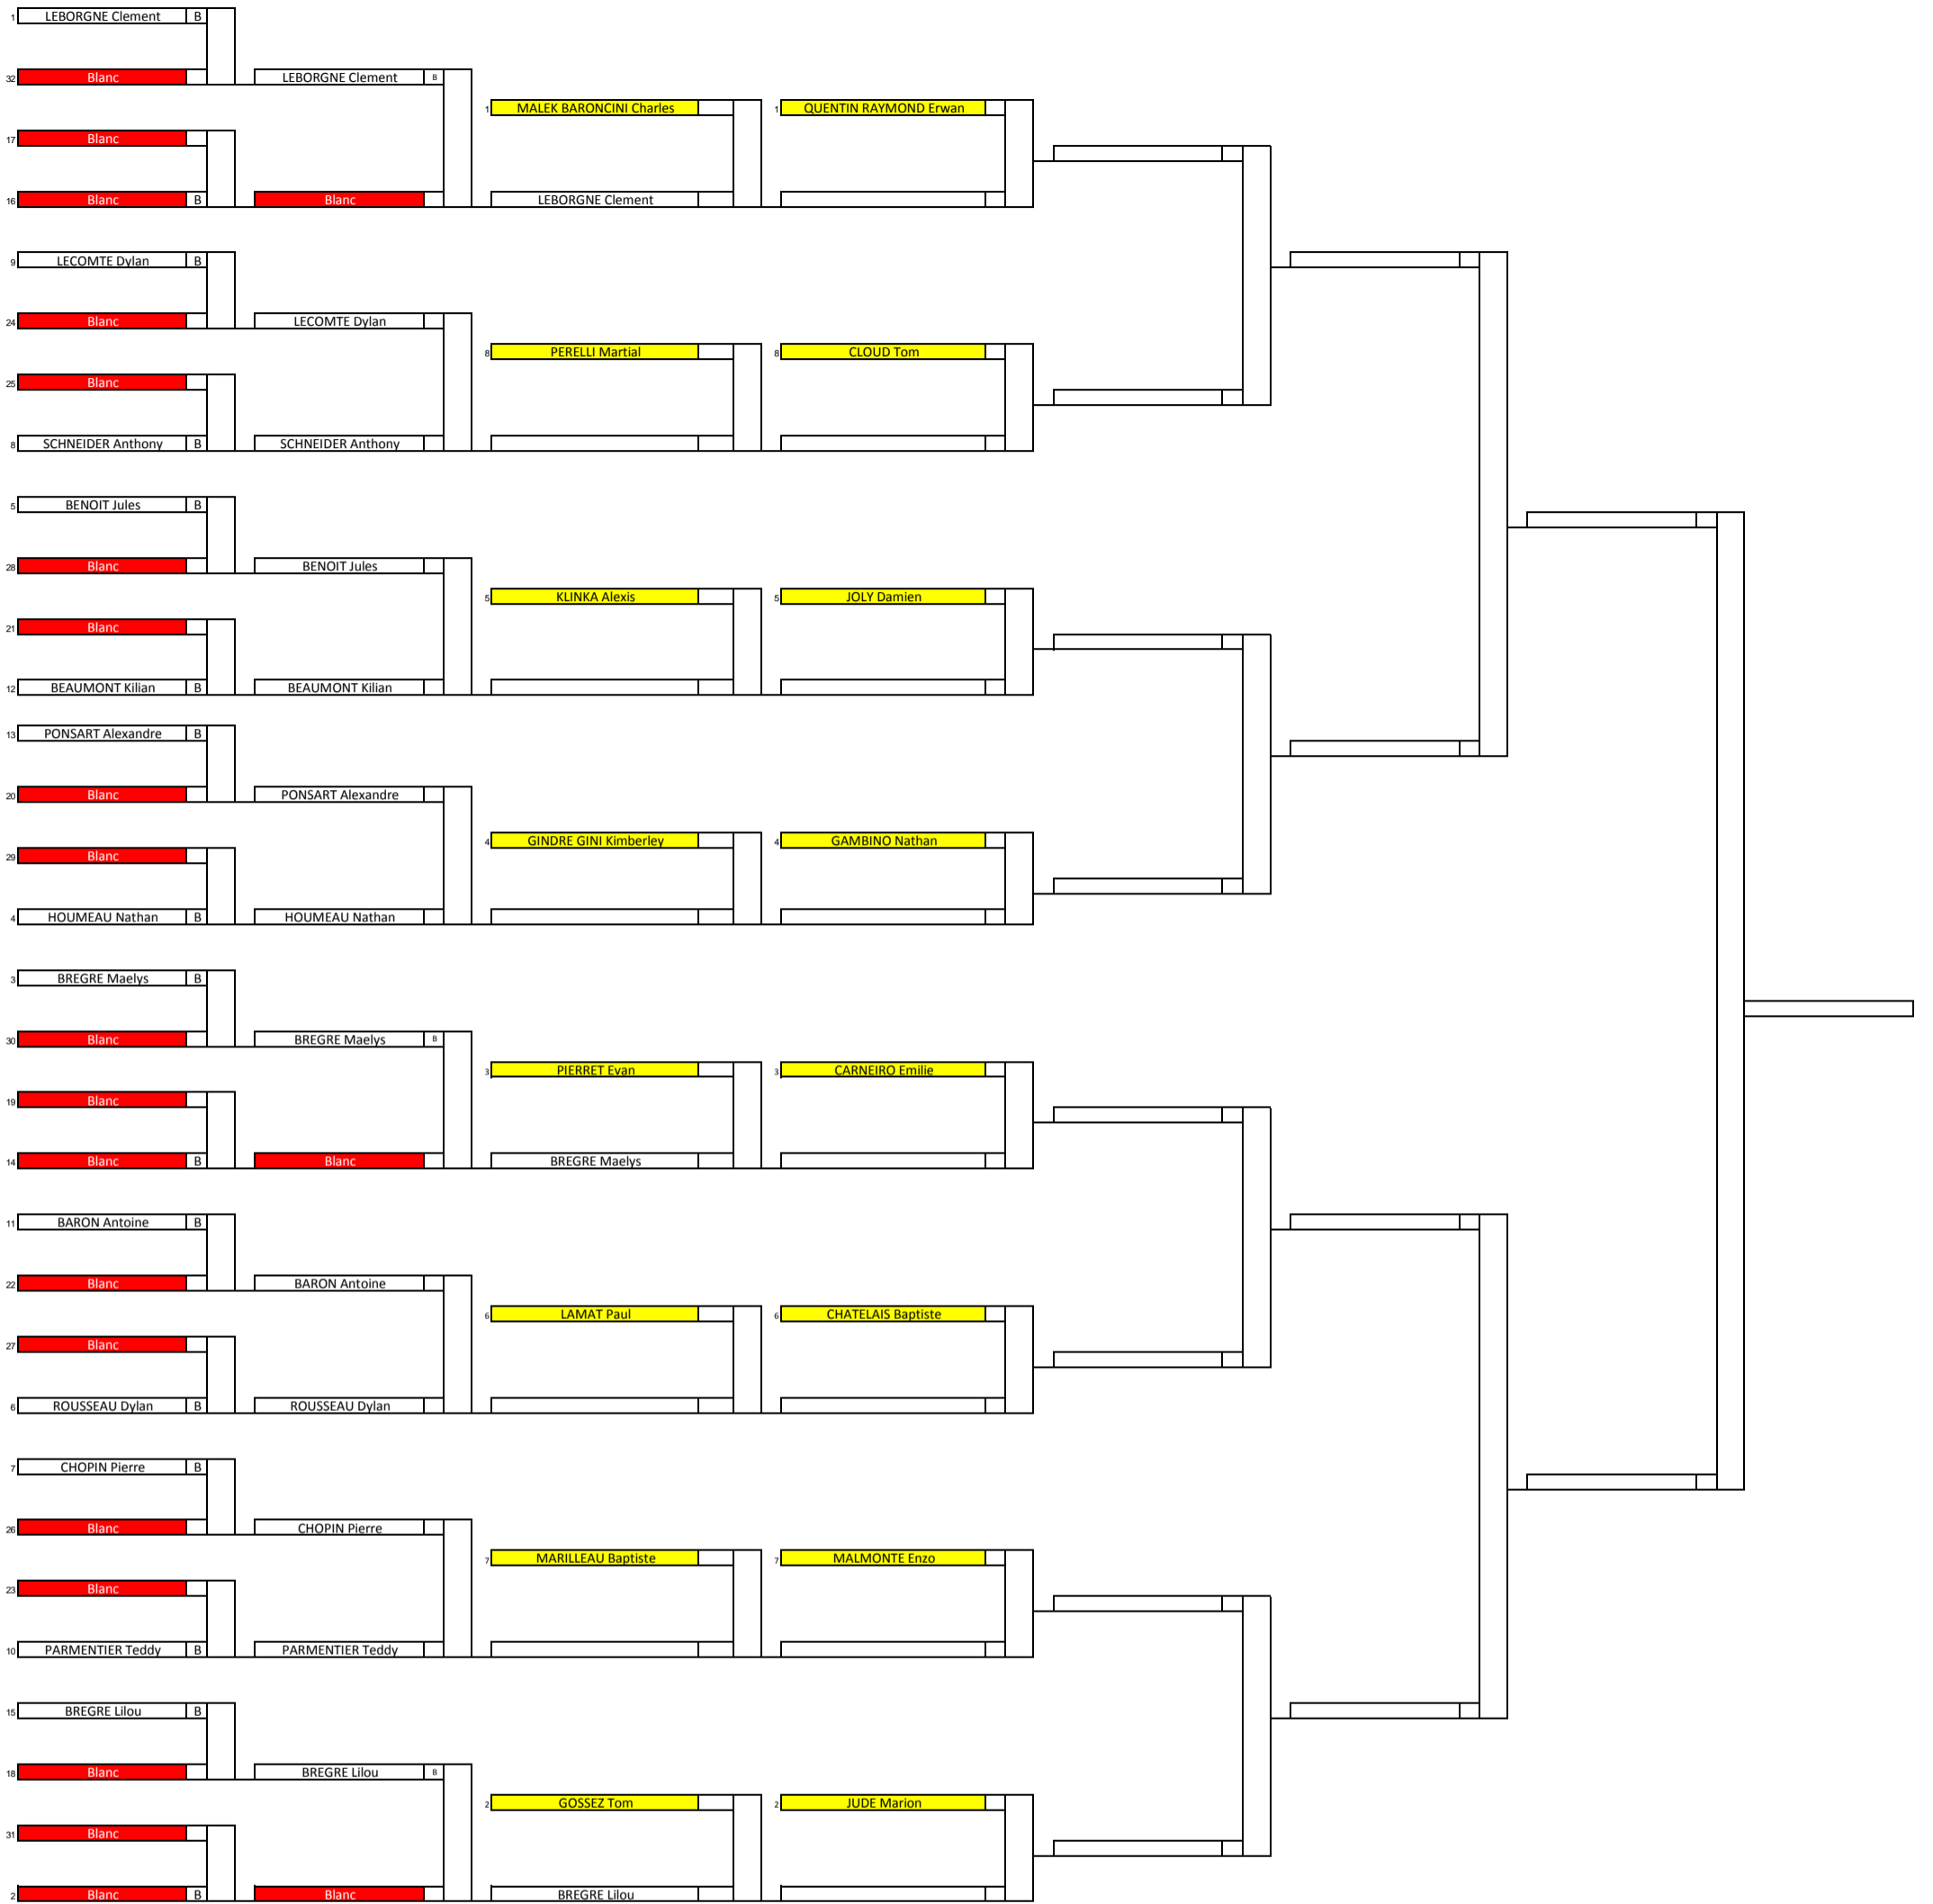 1 LEBORGNE Clement B
32 Blanc LEBORGNE Clement B
1 MALEK BARONCINI Charles 1 QUENTIN RAYMOND Erwan
17 Blanc
16 Blanc B Blanc LEBORGNE Clement
9 LECOMTE Dylan B
24 Blanc LECOMTE Dylan
8 PERELLI Martial 8 CLOUD Tom
25 Blanc
8 SCHNEIDER Anthony B SCHNEIDER Anthony
5 BENOIT Jules B
28 Blanc BENOIT Jules
5 KLINKA Alexis 5 JOLY Damien
21 Blanc
12 BEAUMONT Kilian B BEAUMONT Kilian
13 PONSART Alexandre B
20 Blanc PONSART Alexandre
4 GINDRE GINI Kimberley 4 GAMBINO Nathan
29 Blanc
4 HOUMEAU Nathan B HOUMEAU Nathan
3 BREGRE Maelys B
30 Blanc BREGRE Maelys B
3 PIERRET Evan 3 CARNEIRO Emilie
19 Blanc
14 Blanc B Blanc BREGRE Maelys
11 BARON Antoine B
22 Blanc BARON Antoine
6 LAMAT Paul 6 CHATELAIS Baptiste
27 Blanc
6 ROUSSEAU Dylan B ROUSSEAU Dylan
7 CHOPIN Pierre B
26 Blanc CHOPIN Pierre
7 MARILLEAU Baptiste 7 MALMONTE Enzo
23 Blanc
10 PARMENTIER Teddy B PARMENTIER Teddy
15 BREGRE Lilou B
18 Blanc BREGRE Lilou B
2 GOSSEZ Tom 2 JUDE Marion
31 Blanc
2 Blanc B Blanc BREGRE Lilou